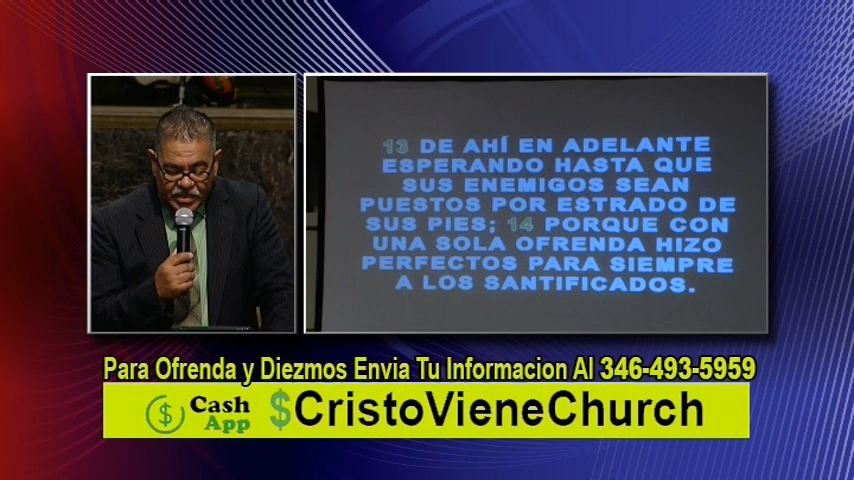 13 DE AHÍ EN ADELANTE
ESPERANDO HASTA QUE
SUS ENEMIGOS SEAN
PUESTOS POR ESTRADO DE
SUS PIES; 14 PORQUE CON
UNA SOLA OFRENDA HIZO
PERFECTOS PARA SIEMPRE
A LOS SANTIFICADOS.
Para Ofrenda y Diezmos Envia Tu Informacion Al 346-493-5959
$ Cash App $CristoVieneChurch